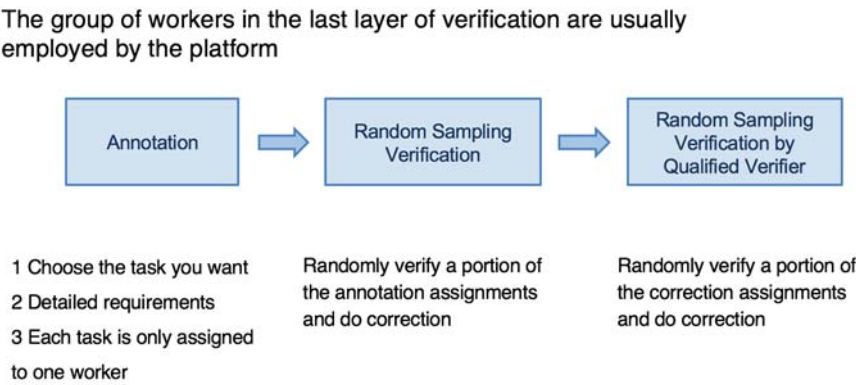 The group of workers in the last layer of verification are usually
employed by the platform
Annotation
Random Sampling
Verification
Random Sampling
Verification by
Qualified Verifier
1 Choose the task you want
2 Detailed requirements
3 Each task is only assigned
to one worker
Randomly verify a portion of
the annotation assignments
and do correction
Randomly verify a portion of
the correction assignments
and do correction